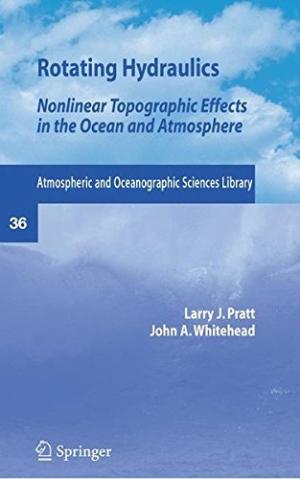 Rotating Hydraulics
Nonlinear Topographic Effects
in the Ocean and Atmosphere
Atmospheric and Oceanographic Sciences Library
36
Larry J. Pratt
John A. Whitehead
Springer